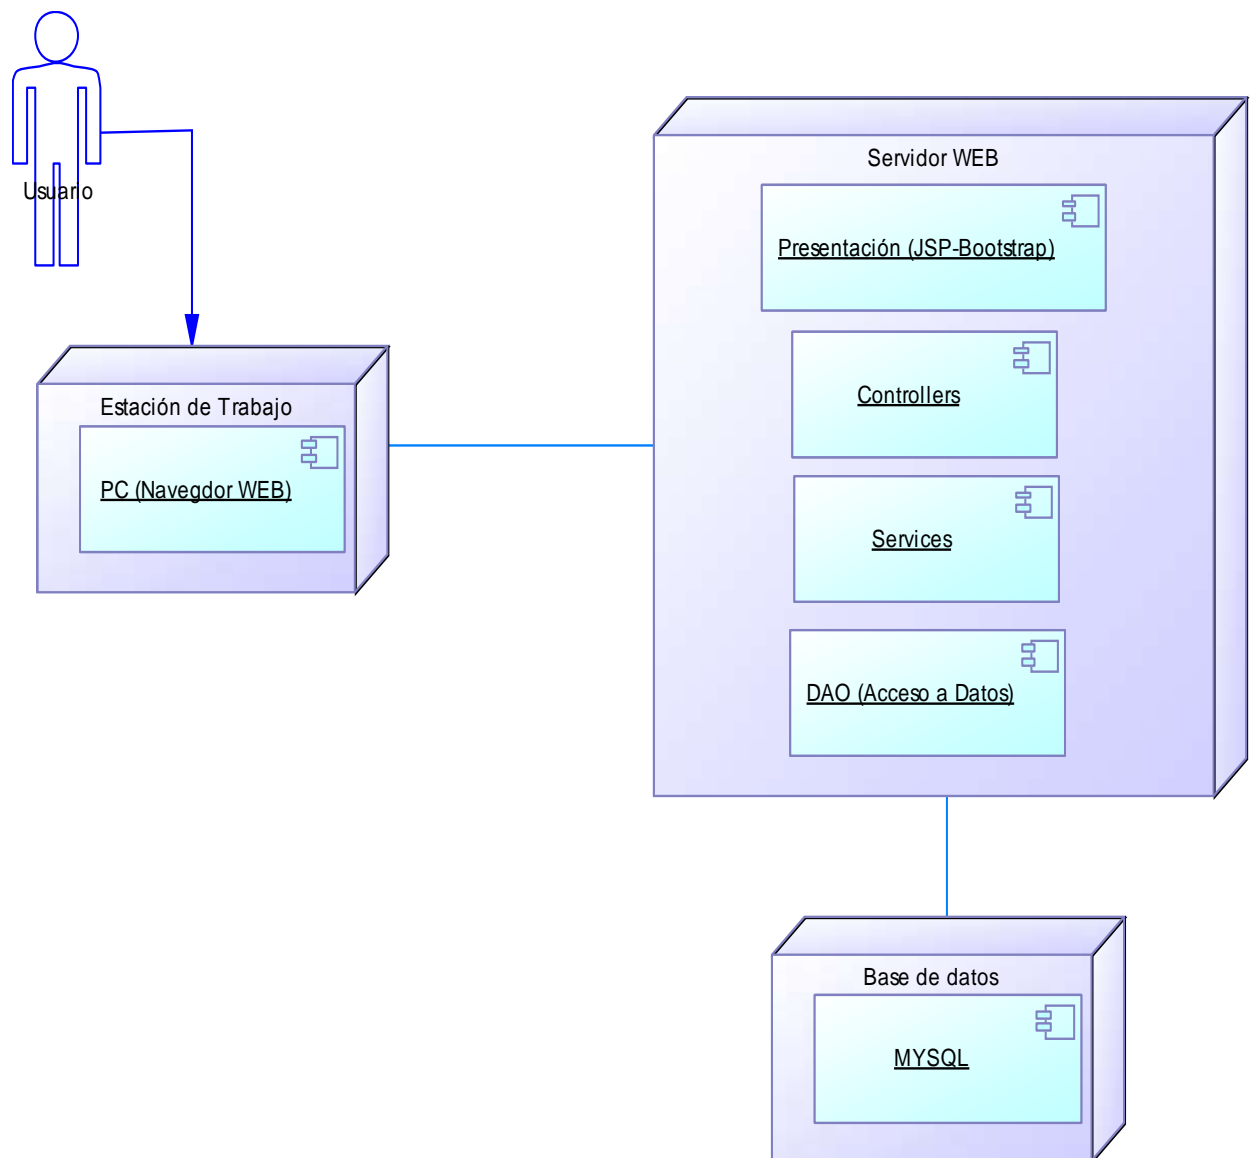 Usuario
Servidor WEB
Presentación (JSP-Bootstrap)
Controllers
Estación de Trabajo
PC (Navegdor WEB)
Services
DAO (Acceso a Datos)
Base de datos
MYSQL